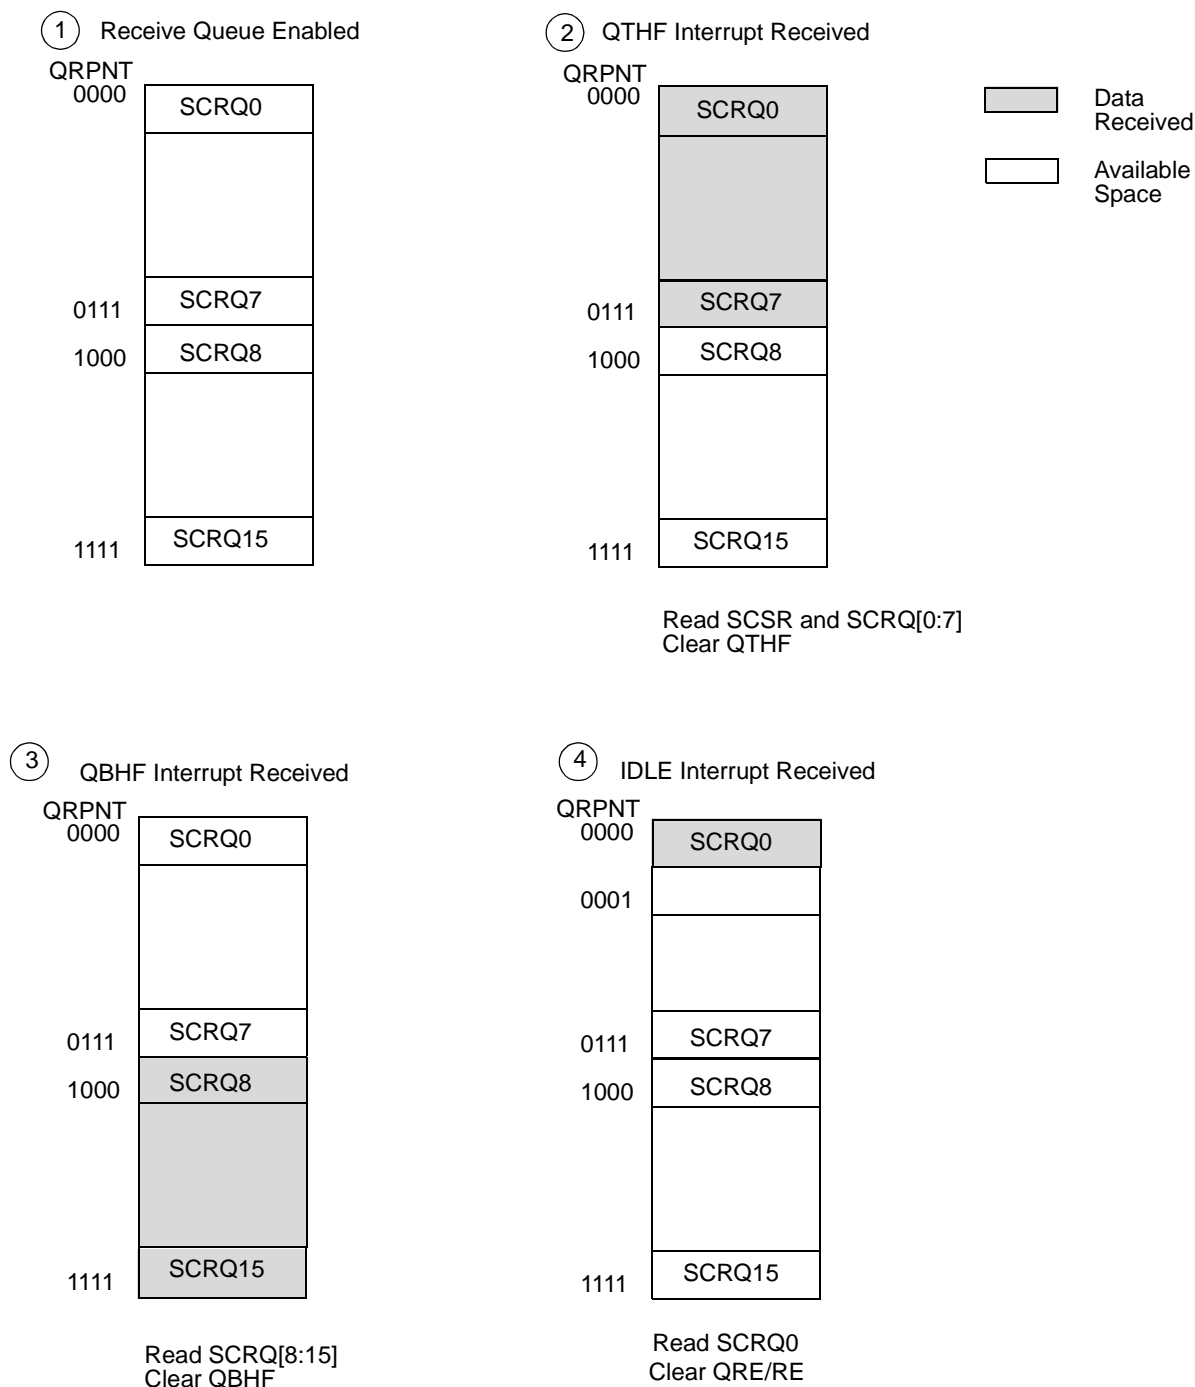 1 Receive Queue Enabled
QRPNT
0000 SCRQ0
0111 SCRQ7
1000 SCRQ8
1111 SCRQ15
2 QTHF Interrupt Received
QRPNT
0000 SCRQ0
0111 SCRQ7
1000 SCRQ8
1111 SCRQ15
Read SCSR and SCRQ[0:7]
Clear QTHF
Data
Received
Available
Space
3 QBHF Interrupt Received
QRPNT
0000 SCRQ0
0111 SCRQ7
1000 SCRQ8
1111 SCRQ15
Read SCRQ[8:15]
Clear QBHF
4 IDLE Interrupt Received
QRPNT
0000 SCRQ0
0001
0111 SCRQ7
1000 SCRQ8
1111 SCRQ15
Read SCRQ0
Clear QRE/RE